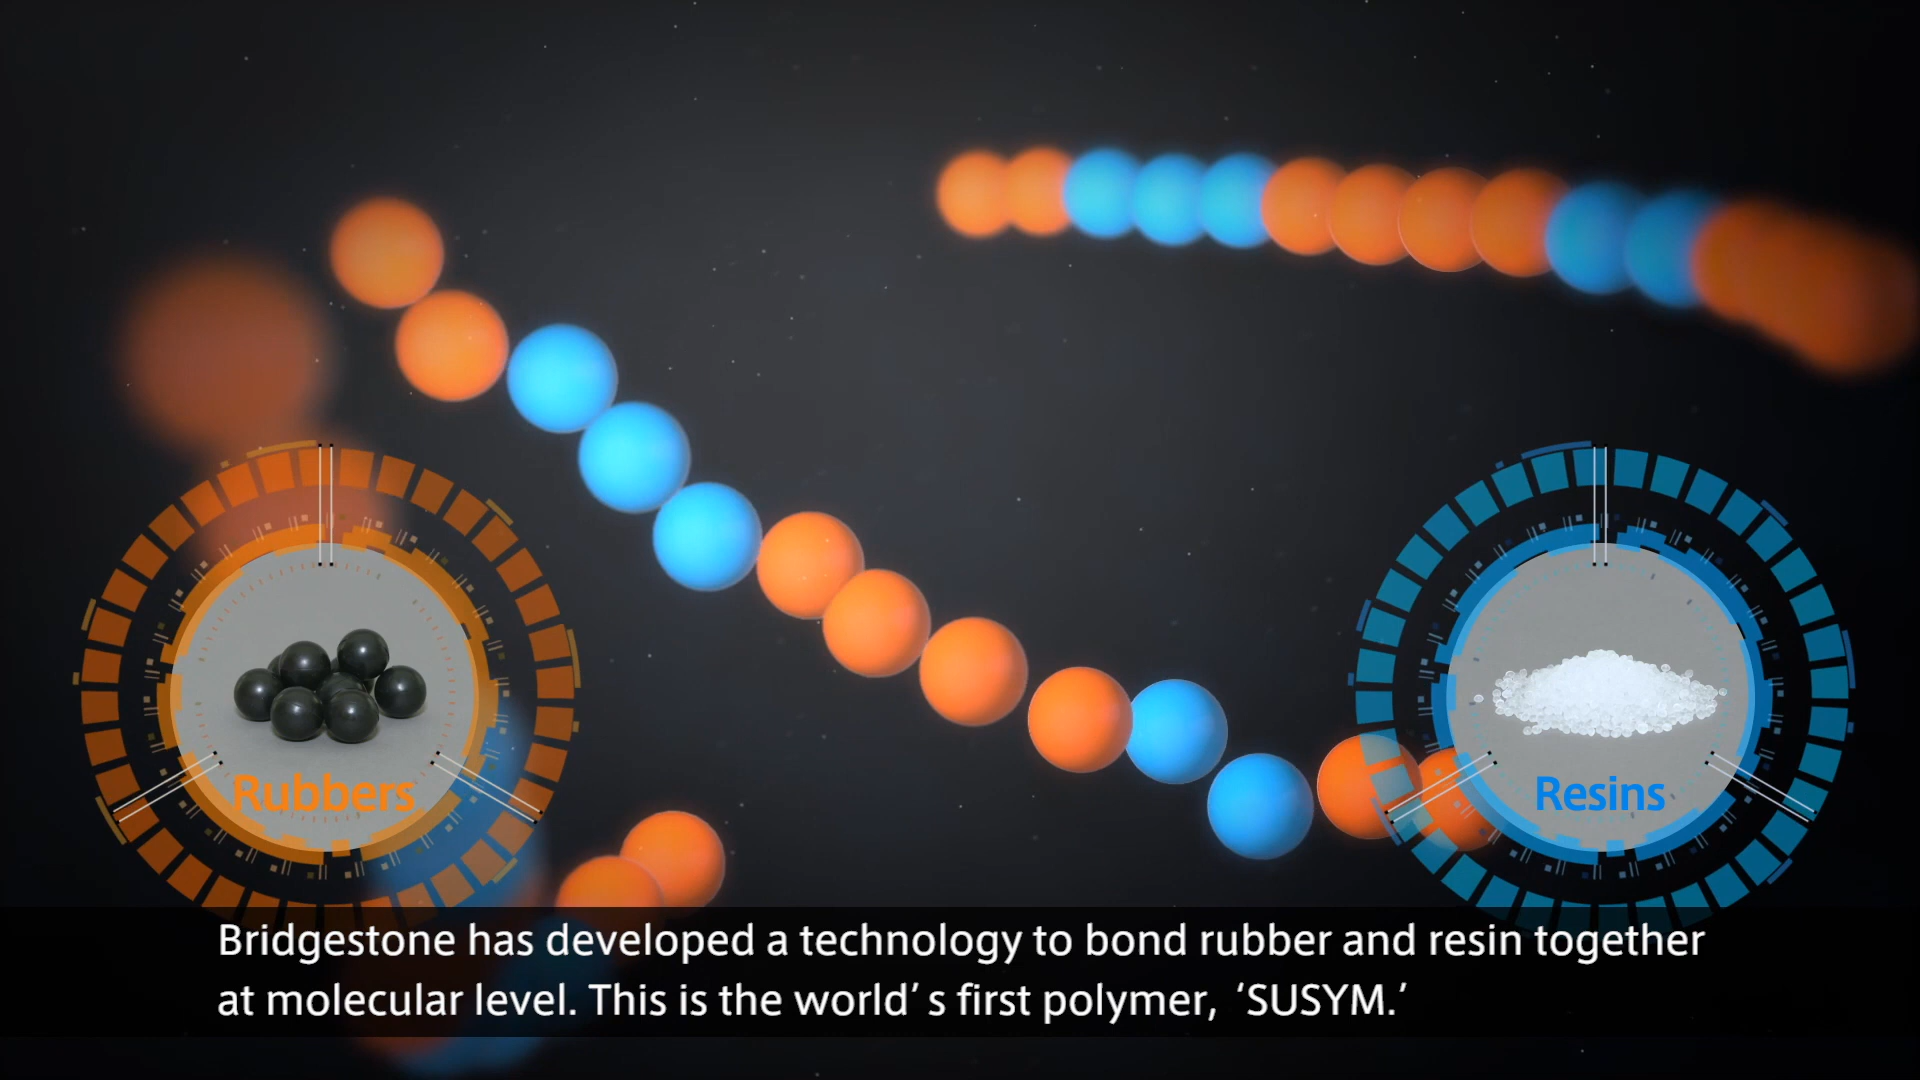 Rubbers
Resins
Bridgestone has developed a technology to bond rubber and resin together
at molecular level. This is the world’s first polymer, ‘SUSYM.’